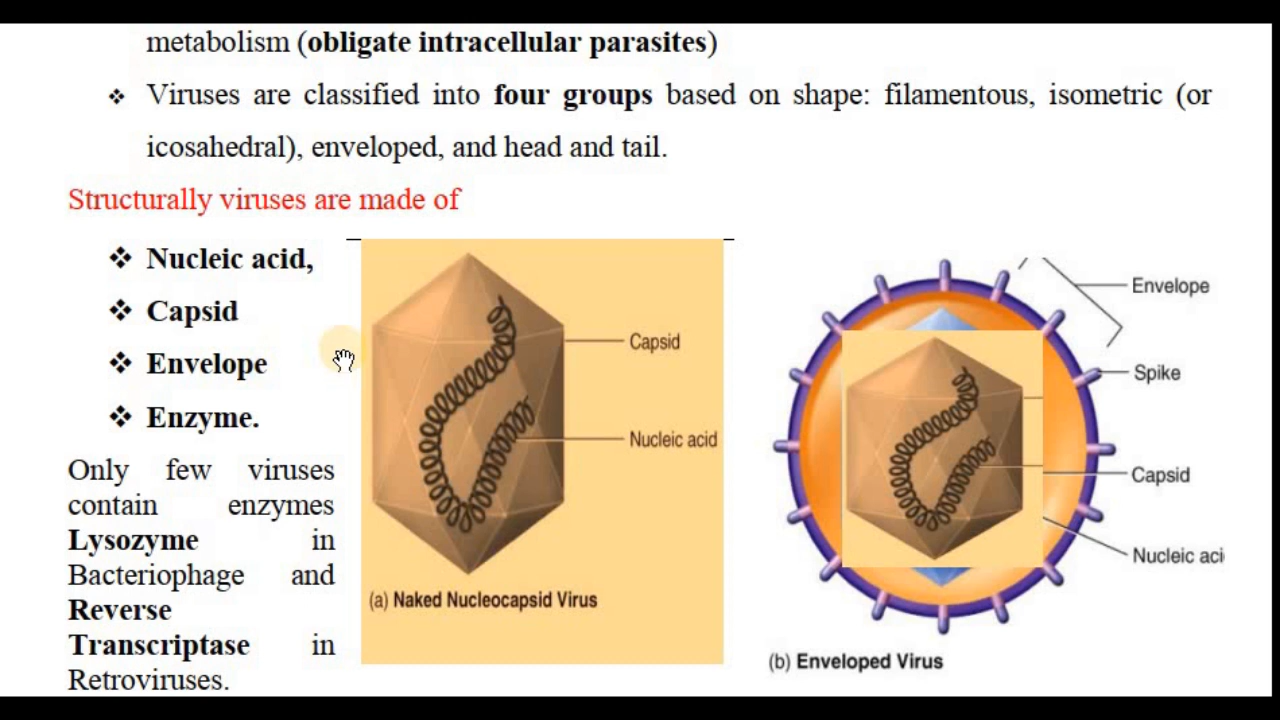 metabolism (obligate intracellular parasites)
❖ Viruses are classified into four groups based on shape: filamentous, isometric (or
icosahedral), enveloped, and head and tail.
Structurally viruses are made of
❖ Nucleic acid,
❖ Capsid
❖ Envelope
❖ Enzyme.
Only few viruses
contain enzymes
Lysozyme in
Bacteriophage and
Reverse
Transcriptase in
Retroviruses.
Capsid
Nucleic acid
(a) Naked Nucleocapsid Virus
Envelope
Spike
Capsid
Nucleic aci
(b) Enveloped Virus